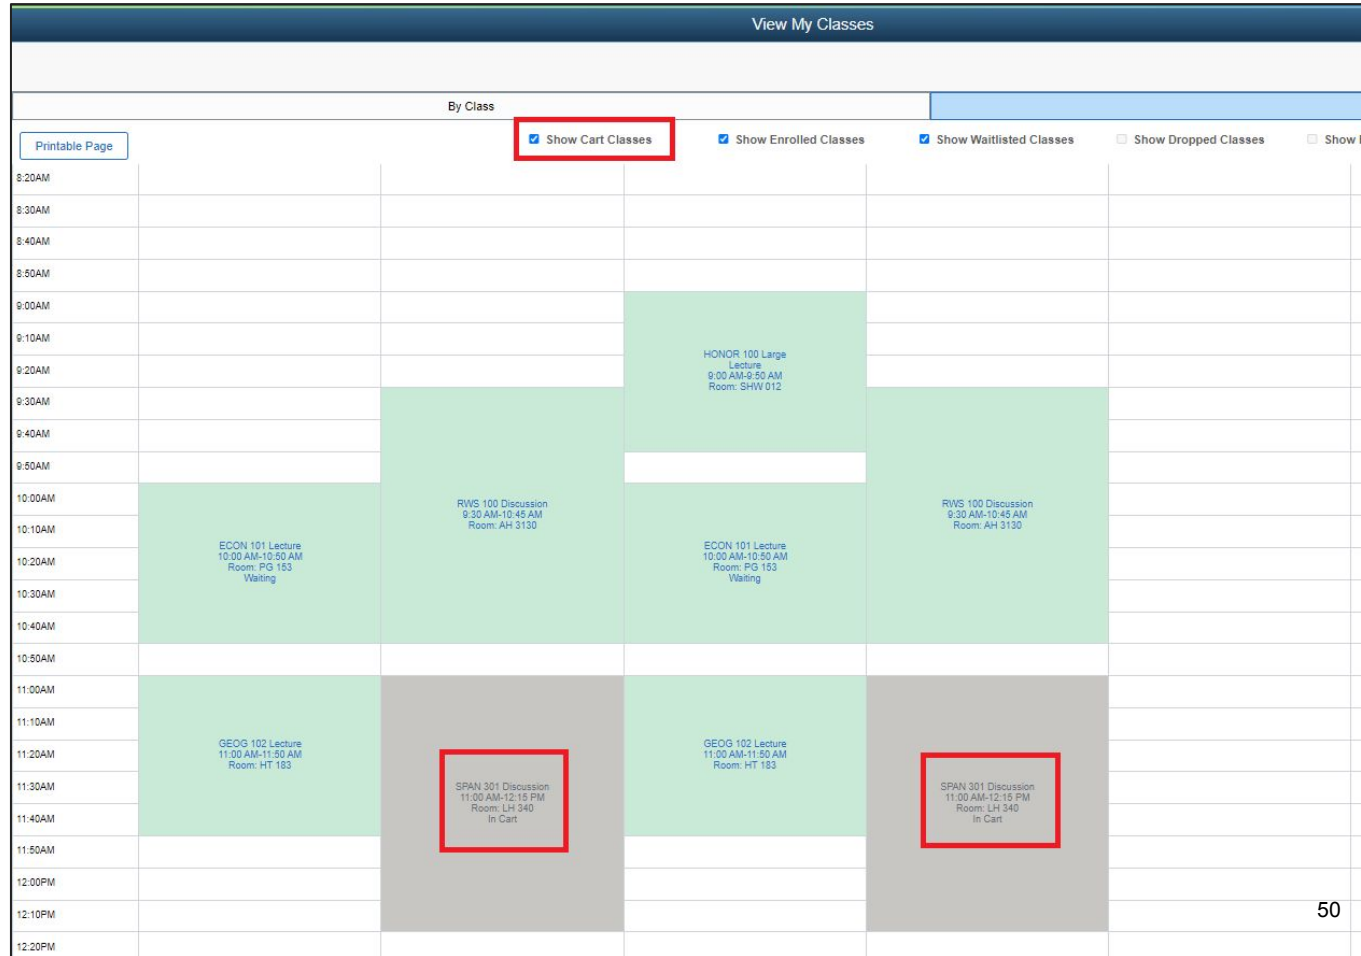 View My Classes
By Class
Printable Page
Show Cart Classes
Show Enrolled Classes
Show Waitlisted Classes
Show Dropped Classes
Show
8:20AM
8:30AM
8:40AM
8:50AM
9:00AM
9:10AM
HONOR 100 Large
Lecture
9:00 AM-9:50 AM
Room: SHW 012
9:20AM
9:30AM
9:40AM
9:50AM
10:00AM
RWS 100 Discussion
9:30 AM-10:45 AM
Room: AH 3130
RWS 100 Discussion
9:30 AM-10:45 AM
Room: AH 3130
10:10AM
ECON 101 Lecture
10:00 AM-10:50 AM
Room: PG 153
Waiting
ECON 101 Lecture
10:00 AM-10:50 AM
Room: PG 153
Waiting
10:20AM
10:30AM
10:40AM
10:50AM
11:00AM
11:10AM
GEOG 102 Lecture
11:00 AM-11:50 AM
Room: HT 183
GEOG 102 Lecture
11:00 AM-11:50 AM
Room: HT 183
11:20AM
11:30AM
SPAN 301 Discussion
11:00 AM-12:15 PM
Room: LH 340
In Cart
SPAN 301 Discussion
11:00 AM-12:15 PM
Room: LH 340
In Cart
11:40AM
11:50AM
12:00PM
12:10PM
50
12:20PM